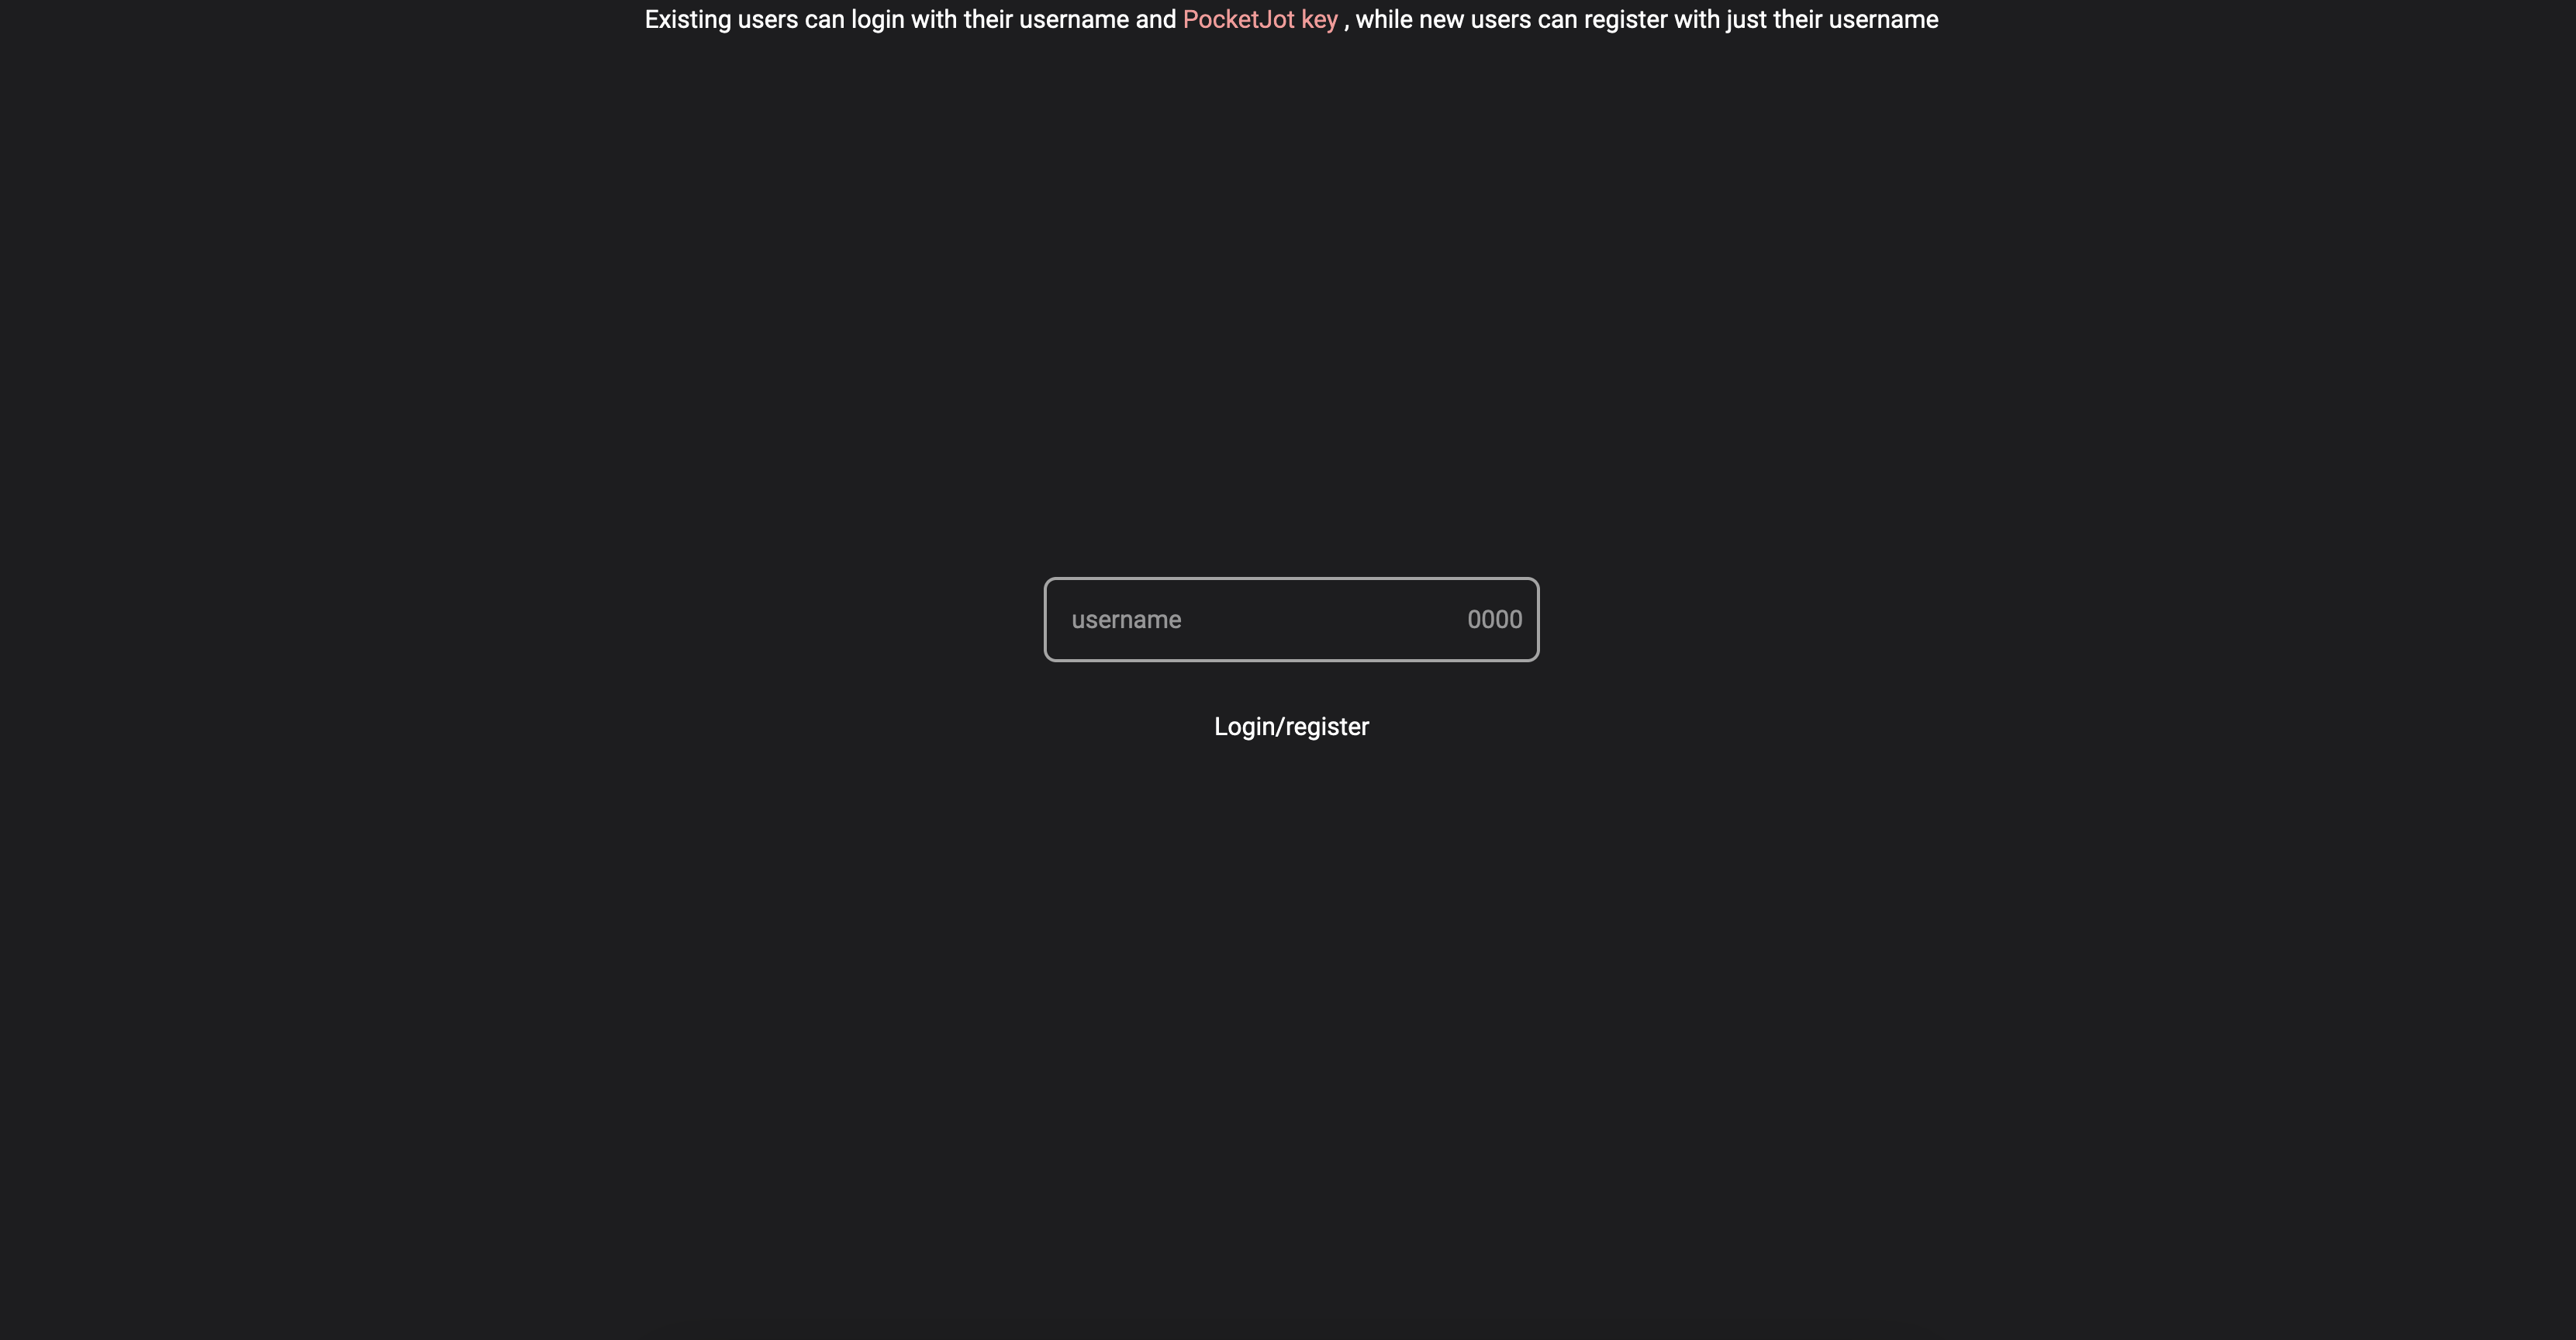 Existing users can login with their username and PocketJot key , while new users can register with just their username
username 0000
Login/register